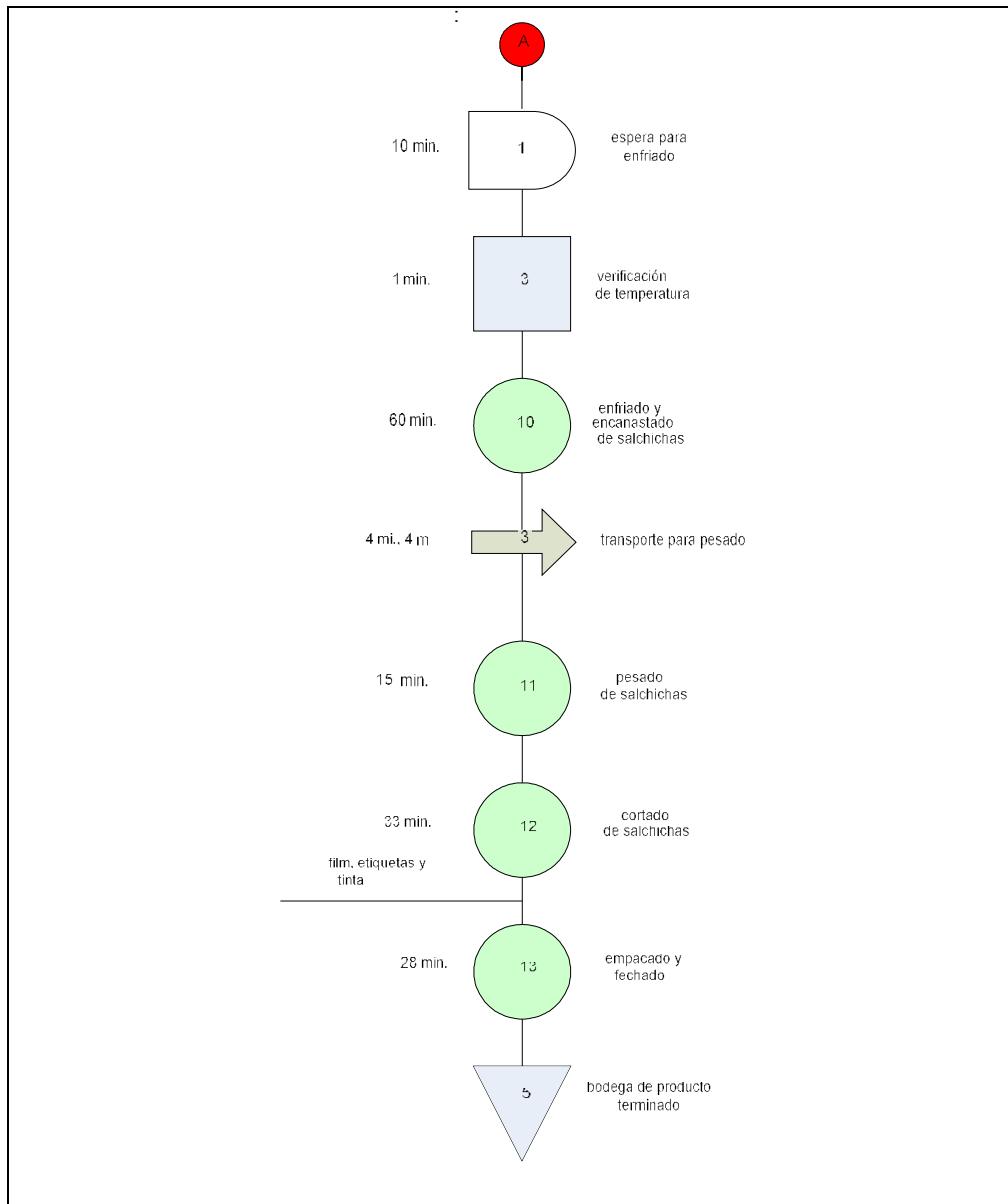 :
A
10 min.
1
espera para
enfriado
1 min.
3
verificación
de temperatura
60 min.
10
enfriado y
encanastado
de salchichas
4 mi., 4 m
3
transporte para pesado
15 min.
11
pesado
de salchichas
33 min.
12
cortado
de salchichas
film, etiquetas y
tinta
28 min.
13
empacado y
fechado
5
bodega de producto
terminado